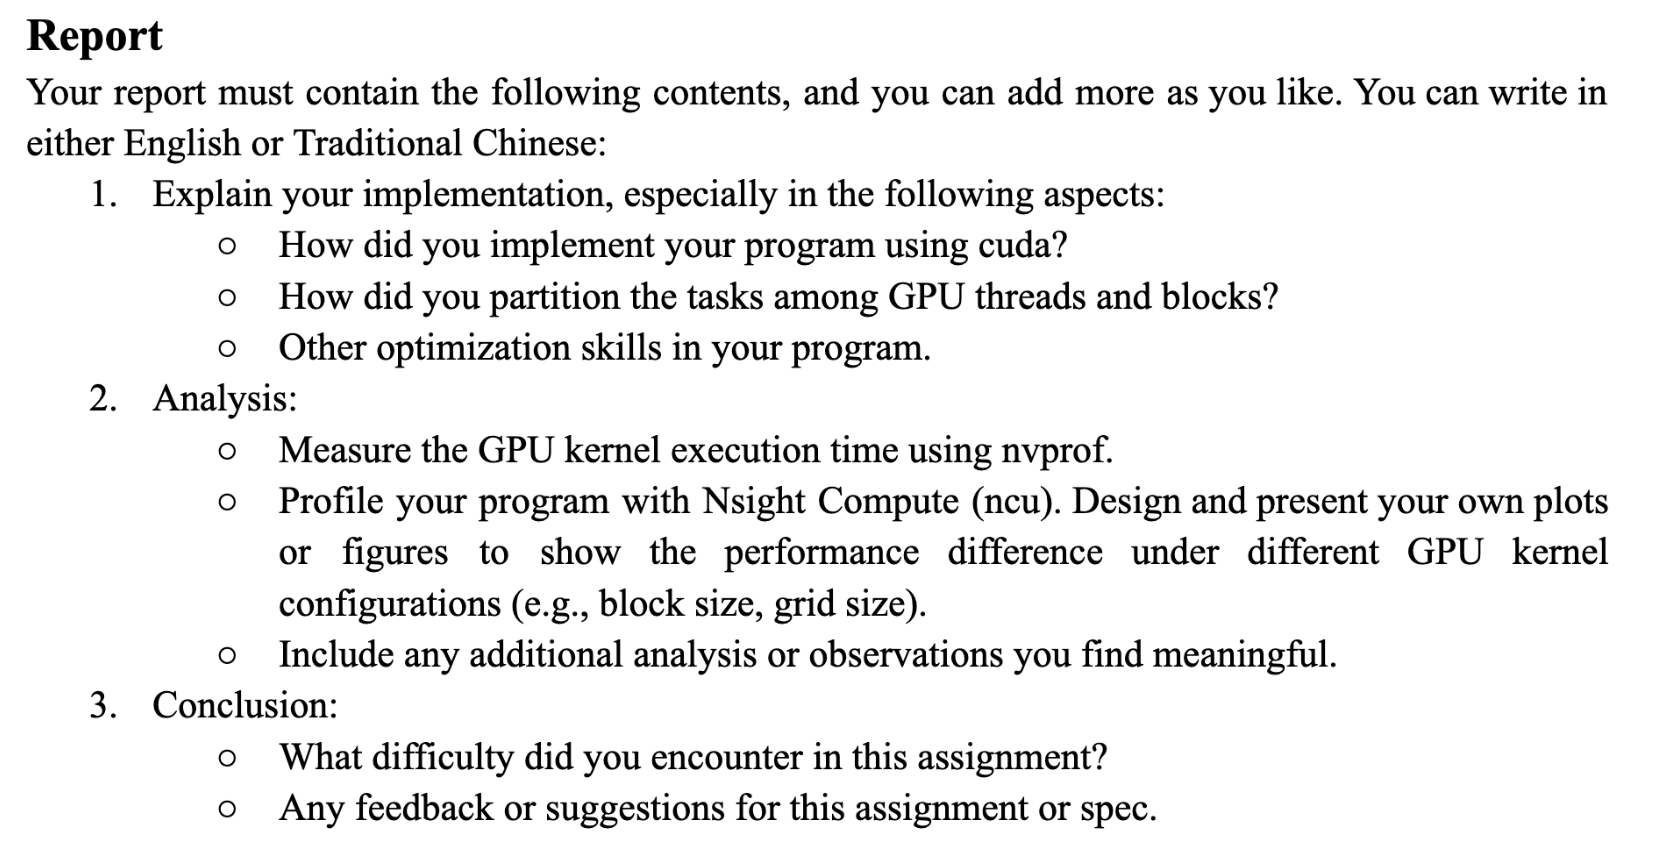 Report
Your report must contain the following contents, and you can add more as you like. You can write in
either English or Traditional Chinese:
1. Explain your implementation, especially in the following aspects:
○ How did you implement your program using cuda?
○ How did you partition the tasks among GPU threads and blocks?
○ Other optimization skills in your program.
2. Analysis:
○ Measure the GPU kernel execution time using nvprof.
○ Profile your program with Nsight Compute (ncu). Design and present your own plots
or figures to show the performance difference under different GPU kernel
configurations (e.g., block size, grid size).
○ Include any additional analysis or observations you find meaningful.
3. Conclusion:
○ What difficulty did you encounter in this assignment?
○ Any feedback or suggestions for this assignment or spec.